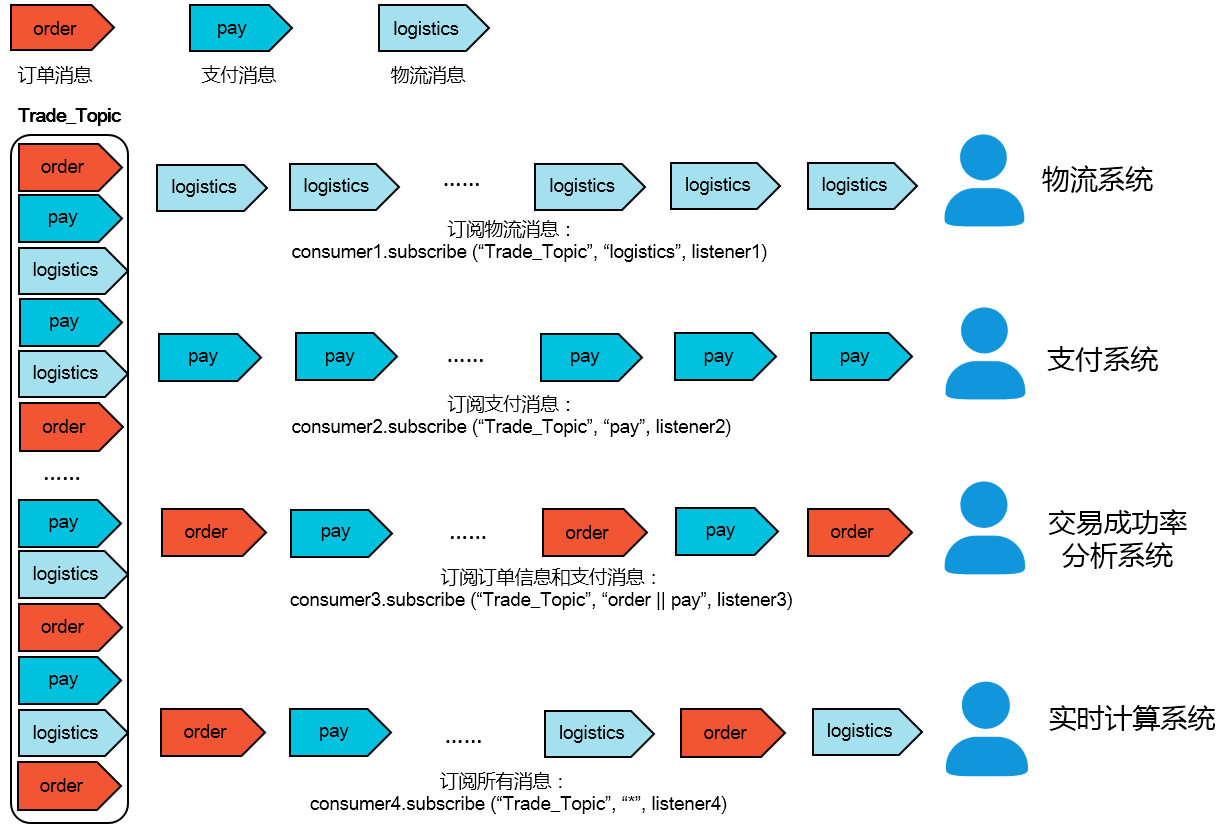 order
pay
logistics
订单消息
支付消息
物流消息
Trade_Topic
order
pay
logistics
pay
logistics
order
……
pay
logistics
order
pay
logistics
order
logistics
logistics
……
logistics
logistics
logistics
物流系统
订阅物流消息：
consumer1.subscribe (“Trade_Topic”, “logistics”, listener1)
pay
pay
……
pay
pay
pay
支付系统
订阅支付消息：
consumer2.subscribe (“Trade_Topic”, “pay”, listener2)
order
pay
……
order
pay
order
交易成功率
分析系统
订阅订单信息和支付消息：
consumer3.subscribe (“Trade_Topic”, “order || pay”, listener3)
order
pay
……
logistics
order
logistics
实时计算系统
订阅所有消息：
consumer4.subscribe (“Trade_Topic”, “*”, listener4)